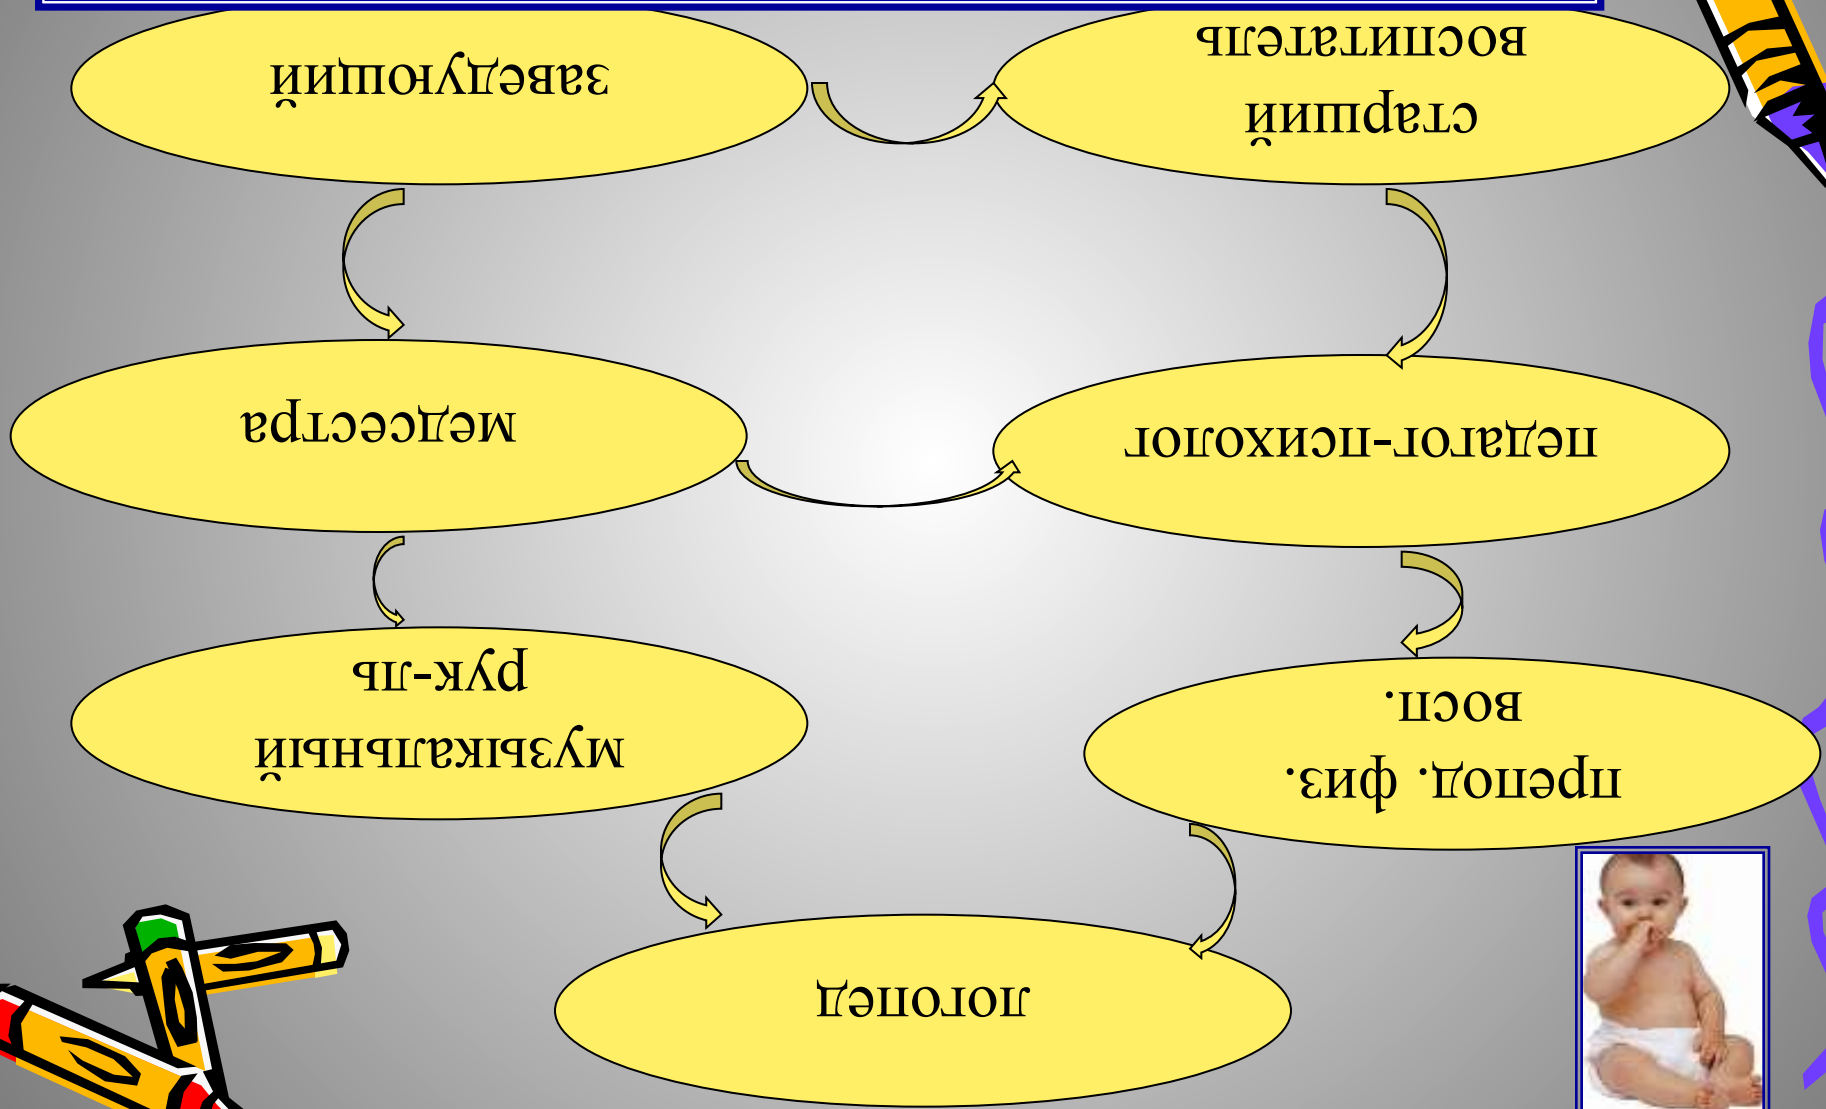 заведующий
старший
воспитатель
медсестра
педагог-психолог
музыкальный
рук-ль
препод. физ.
восп.
логопед